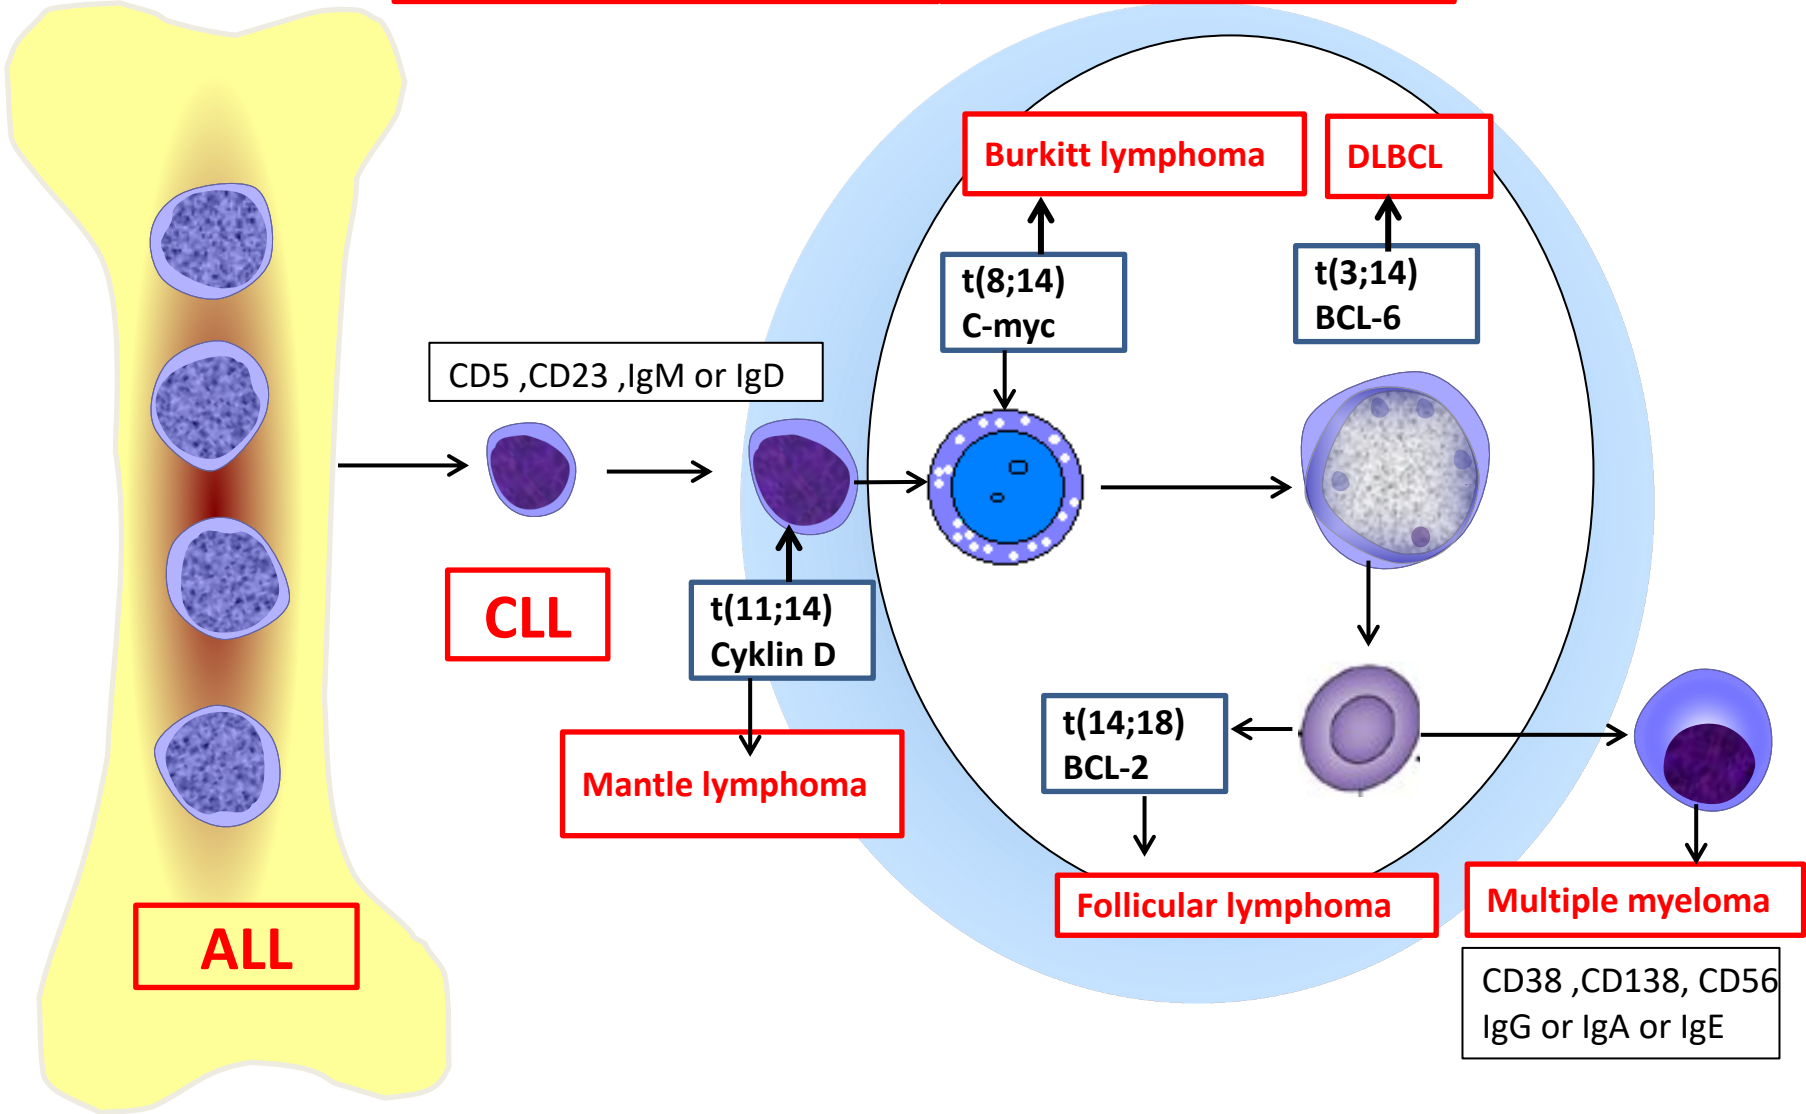 Burkitt lymphoma
DLBCL
t(8;14)
C-myc
t(3;14)
BCL-6
CD5 ,CD23 ,IgM or IgD
CLL
t(11;14)
Cyklin D
Mantle lymphoma
t(14;18)
BCL-2
Follicular lymphoma
Multiple myeloma
ALL
CD38 ,CD138, CD56
IgG or IgA or IgE